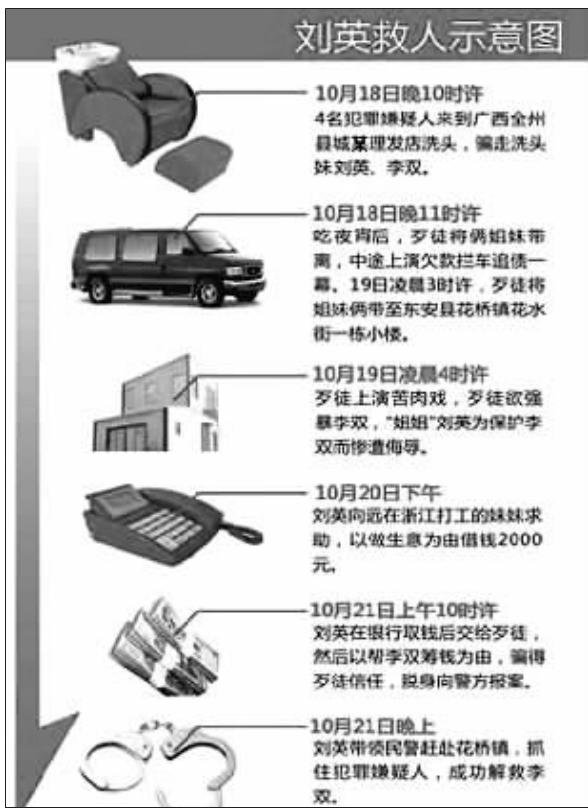 刘英救人示意图
10月18日晚10时许
4名犯罪嫌疑人来到广西全州
县城某理发店洗头，骗走洗头
妹刘英、李双。
10月18日晚11时许
吃夜宵后，歹徒将俩姐妹带
离，中途上演欠款拦车追债一
幕。19日凌晨3时许，歹徒将
姐妹俩带至东安县花桥镇花水
街一栋小楼。
10月19日凌晨4时许
歹徒上演苦肉戏，歹徒欲强
暴李双，“姐姐”刘英为保护李
双而惨遭侮辱。
10月20日下午
刘英向远在浙江打工的妹妹求
助，以做生意为由借钱2000
元。
10月21日上午10时许
刘英在银行取钱后交给歹徒，
然后以帮李双筹钱为由，骗得
歹徒信任，脱身向警方报案。
10月21日晚上
刘英带领民警赶赴花桥镇，抓
住犯罪嫌疑人，成功解救李
双。